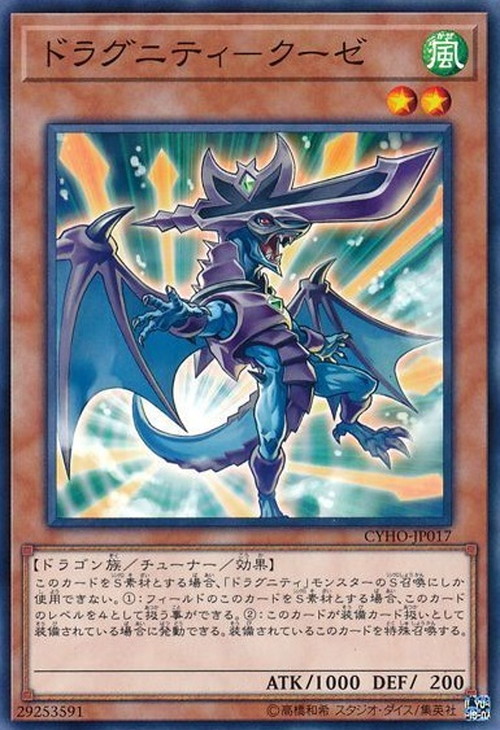 ドラグニティ－クーゼ
風
CYHO-JP017
【ドラゴン族／チューナー／効果】
このカードをS素材とする場合、「ドラグニティ」モンスターのS召喚にしか
使用できない。①：フィールドのこのカードをS素材とする場合、このカード
のレベルを４として扱う事ができる。②：このカードが装備カード扱いとして
装備されている場合に発動できる。装備されているこのカードを特殊召喚する。
ATK/1000 DEF/ 200
29253591
©高橋和希 スタジオ・ダイス/集英社